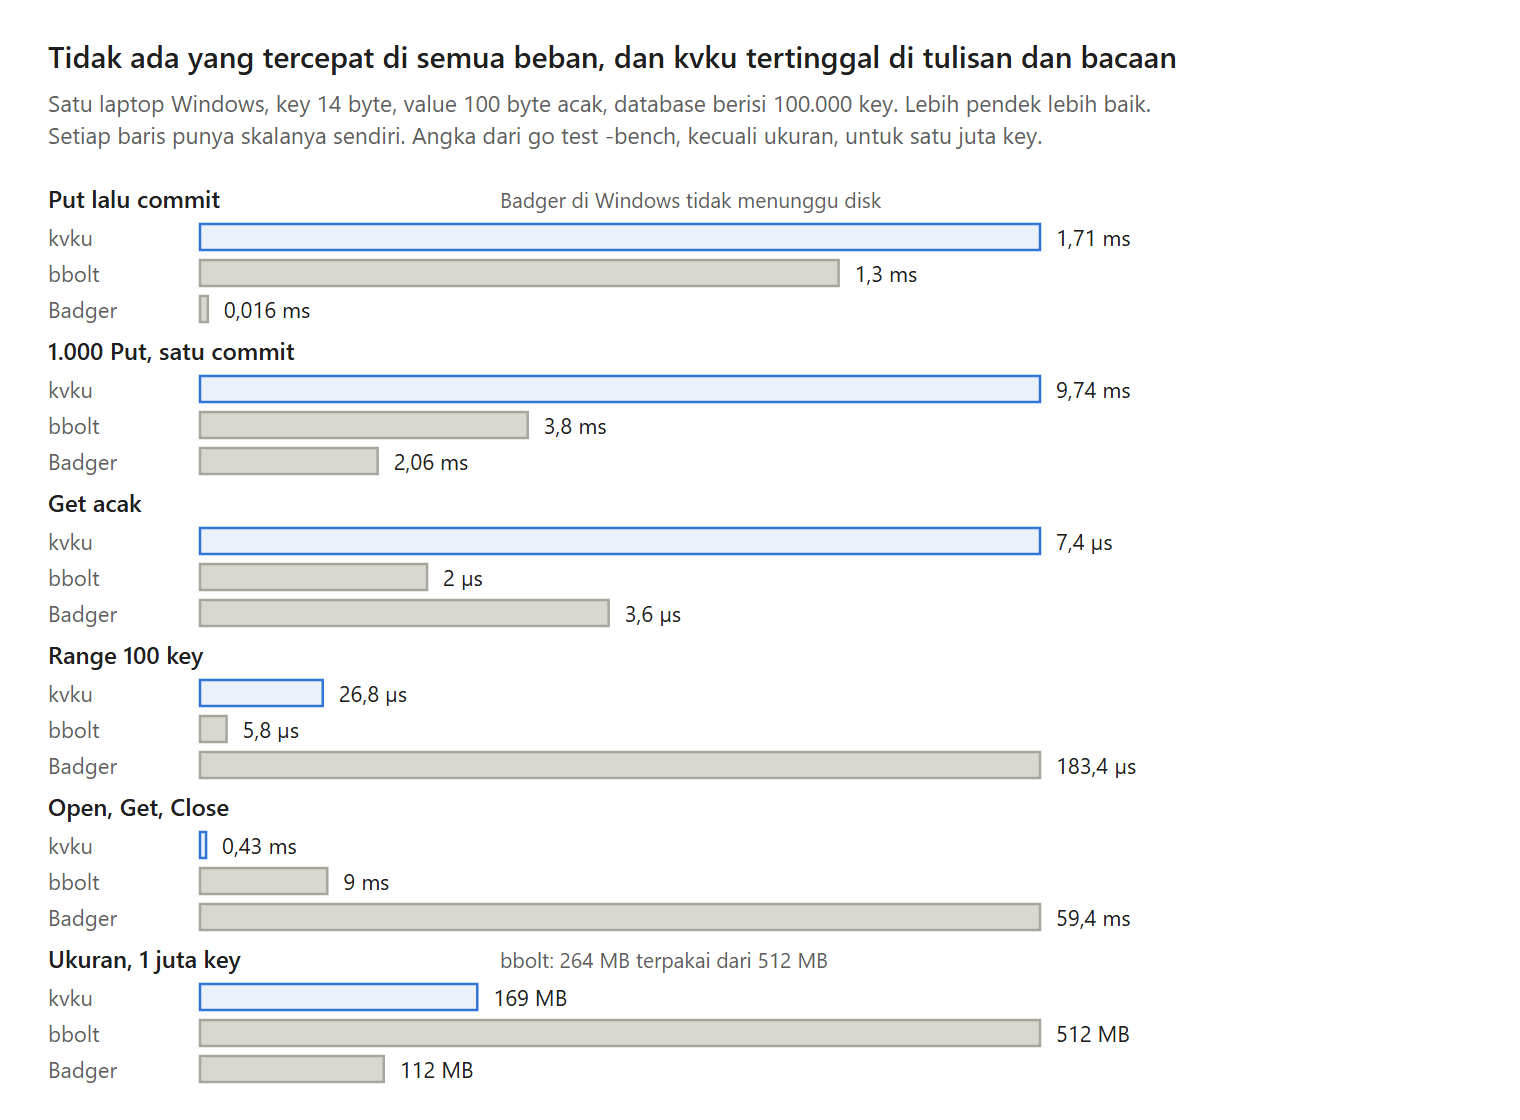 Tidak ada yang tercepat di semua beban, dan kvku tertinggal di tulisan dan bacaan
Satu laptop Windows, key 14 byte, value 100 byte acak, database berisi 100.000 key. Lebih pendek lebih baik.
Setiap baris punya skalanya sendiri. Angka dari go test -bench, kecuali ukuran, untuk satu juta key.
Put lalu commit Badger di Windows tidak menunggu disk
kvku 1,71 ms
bbolt 1,3 ms
Badger 0,016 ms
1.000 Put, satu commit
kvku 9,74 ms
bbolt 3,8 ms
Badger 2,06 ms
Get acak
kvku 7,4 µs
bbolt 2 µs
Badger 3,6 µs
Range 100 key
kvku 26,8 µs
bbolt 5,8 µs
Badger 183,4 µs
Open, Get, Close
kvku 0,43 ms
bbolt 9 ms
Badger 59,4 ms
Ukuran, 1 juta key bbolt: 264 MB terpakai dari 512 MB
kvku 169 MB
bbolt 512 MB
Badger 112 MB